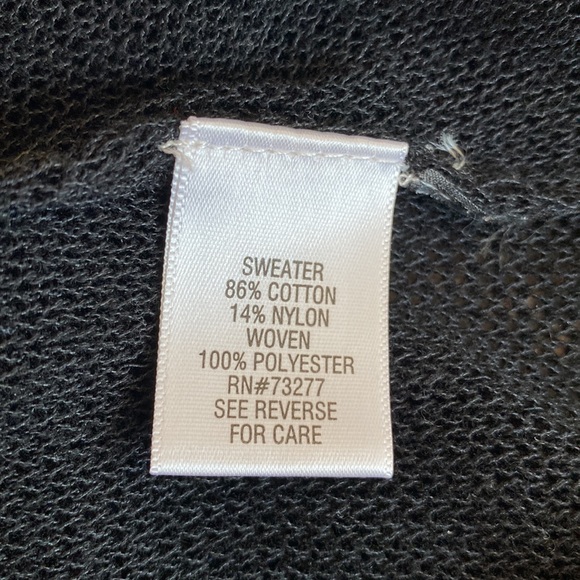 SWEATER
86% COTTON
14% NYLON
WOVEN
100% POLYESTER
RN#73277
SEE REVERSE
FOR CARE